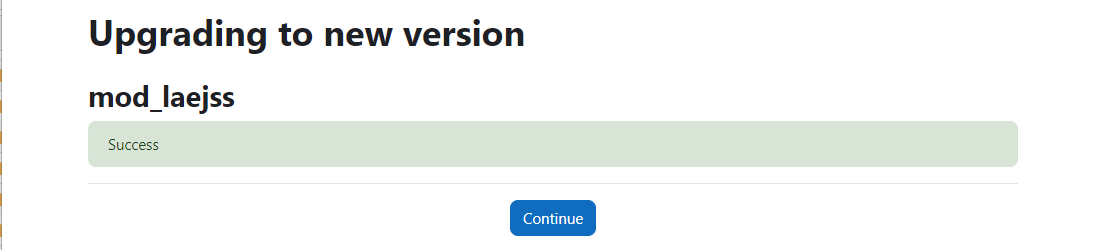 Upgrading to new version
mod_laejss
Success
Continue